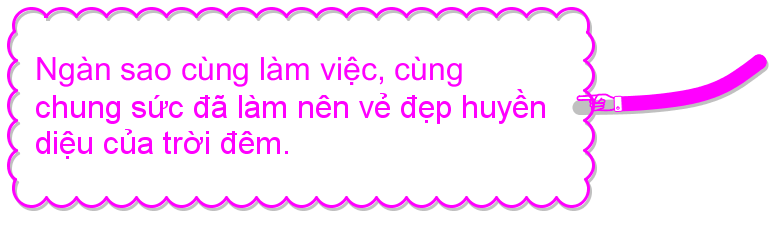 Ngàn sao cùng làm việc, cùng
chung sức đã làm nên vẻ đẹp huyền
diệu của trời đêm.